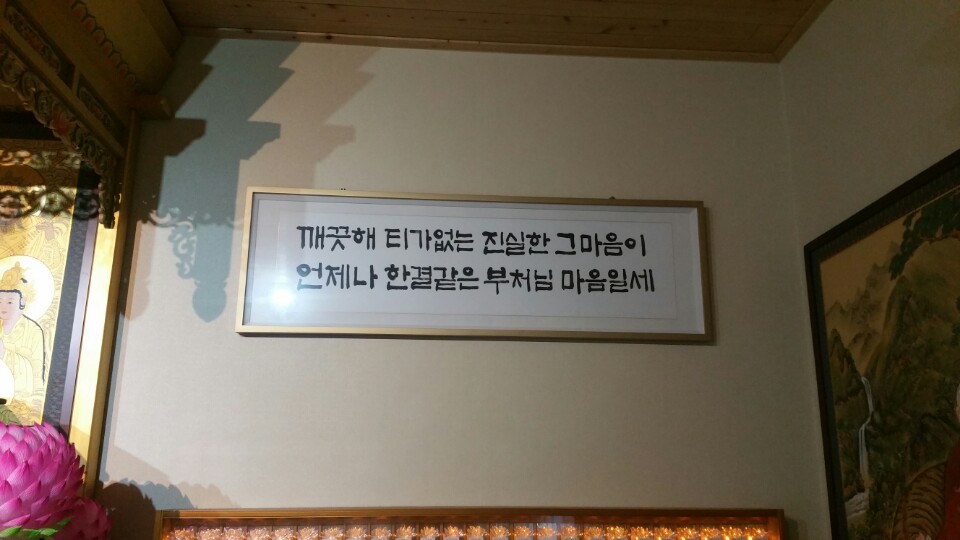 깨끗해 티가없는 진실한 그마음이
언제나 한결같은 부처님 마음일세